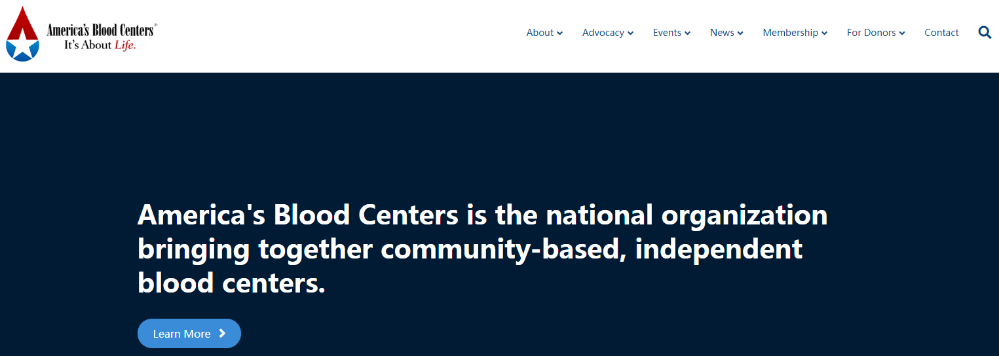 America's Blood Centers®
It's About Life.
About
Advocacy
Events
News
Membership
For Donors
Contact
America's Blood Centers is the national organization
bringing together community-based, independent
blood centers.
Learn More